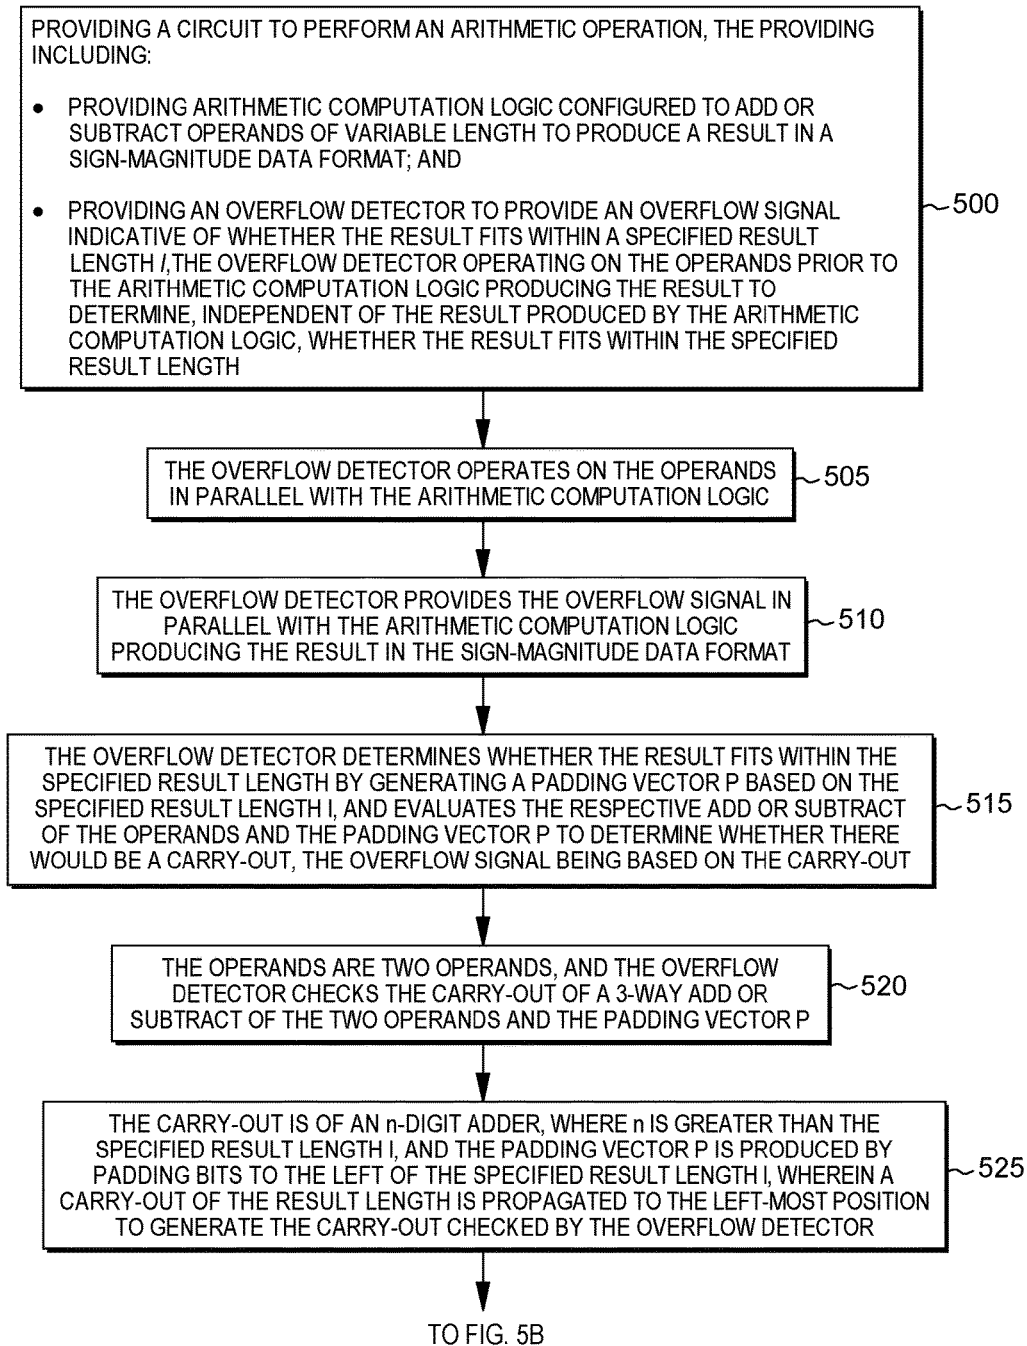 PROVIDING A CIRCUIT TO PERFORM AN ARITHMETIC OPERATION, THE PROVIDING
INCLUDING:
● PROVIDING ARITHMETIC COMPUTATION LOGIC CONFIGURED TO ADD OR
SUBTRACT OPERANDS OF VARIABLE LENGTH TO PRODUCE A RESULT IN A
SIGN-MAGNITUDE DATA FORMAT; AND
● PROVIDING AN OVERFLOW DETECTOR TO PROVIDE AN OVERFLOW SIGNAL
INDICATIVE OF WHETHER THE RESULT FITS WITHIN A SPECIFIED RESULT
LENGTH l, THE OVERFLOW DETECTOR OPERATING ON THE OPERANDS PRIOR TO
THE ARITHMETIC COMPUTATION LOGIC PRODUCING THE RESULT TO
DETERMINE, INDEPENDENT OF THE RESULT PRODUCED BY THE ARITHMETIC
COMPUTATION LOGIC, WHETHER THE RESULT FITS WITHIN THE SPECIFIED
RESULT LENGTH
500
THE OVERFLOW DETECTOR OPERATES ON THE OPERANDS
IN PARALLEL WITH THE ARITHMETIC COMPUTATION LOGIC
505
THE OVERFLOW DETECTOR PROVIDES THE OVERFLOW SIGNAL IN
PARALLEL WITH THE ARITHMETIC COMPUTATION LOGIC
PRODUCING THE RESULT IN THE SIGN-MAGNITUDE DATA FORMAT
510
THE OVERFLOW DETECTOR DETERMINES WHETHER THE RESULT FITS WITHIN THE
SPECIFIED RESULT LENGTH BY GENERATING A PADDING VECTOR P BASED ON THE
SPECIFIED RESULT LENGTH l, AND EVALUATES THE RESPECTIVE ADD OR SUBTRACT
OF THE OPERANDS AND THE PADDING VECTOR P TO DETERMINE WHETHER THERE
WOULD BE A CARRY-OUT, THE OVERFLOW SIGNAL BEING BASED ON THE CARRY-OUT
515
THE OPERANDS ARE TWO OPERANDS, AND THE OVERFLOW
DETECTOR CHECKS THE CARRY-OUT OF A 3-WAY ADD OR
SUBTRACT OF THE TWO OPERANDS AND THE PADDING VECTOR P
520
THE CARRY-OUT IS OF AN n-DIGIT ADDER, WHERE n IS GREATER THAN THE
SPECIFIED RESULT LENGTH l, AND THE PADDING VECTOR P IS PRODUCED BY
PADDING BITS TO THE LEFT OF THE SPECIFIED RESULT LENGTH l, WHEREIN A
CARRY-OUT OF THE RESULT LENGTH IS PROPAGATED TO THE LEFT-MOST POSITION
TO GENERATE THE CARRY-OUT CHECKED BY THE OVERFLOW DETECTOR
525
TO FIG. 5B